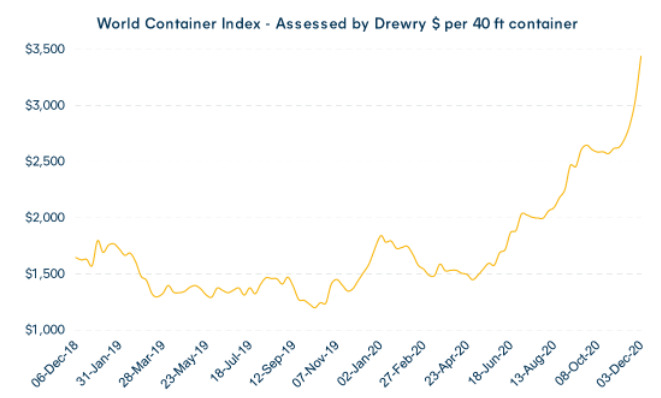 World Container Index - Assessed by Drewry $ per 40 ft container
$3,500
$3,000
$2,500
$2,000
$1,500
$1,000
06-Dec-18
31-Jan-19
28-Mar-19
23-May-19
18-Jul-19
12-Sep-19
07-Nov-19
02-Jan-20
27-Feb-20
23-Apr-20
18-Jun-20
13-Aug-20
08-Oct-20
03-Dec-20